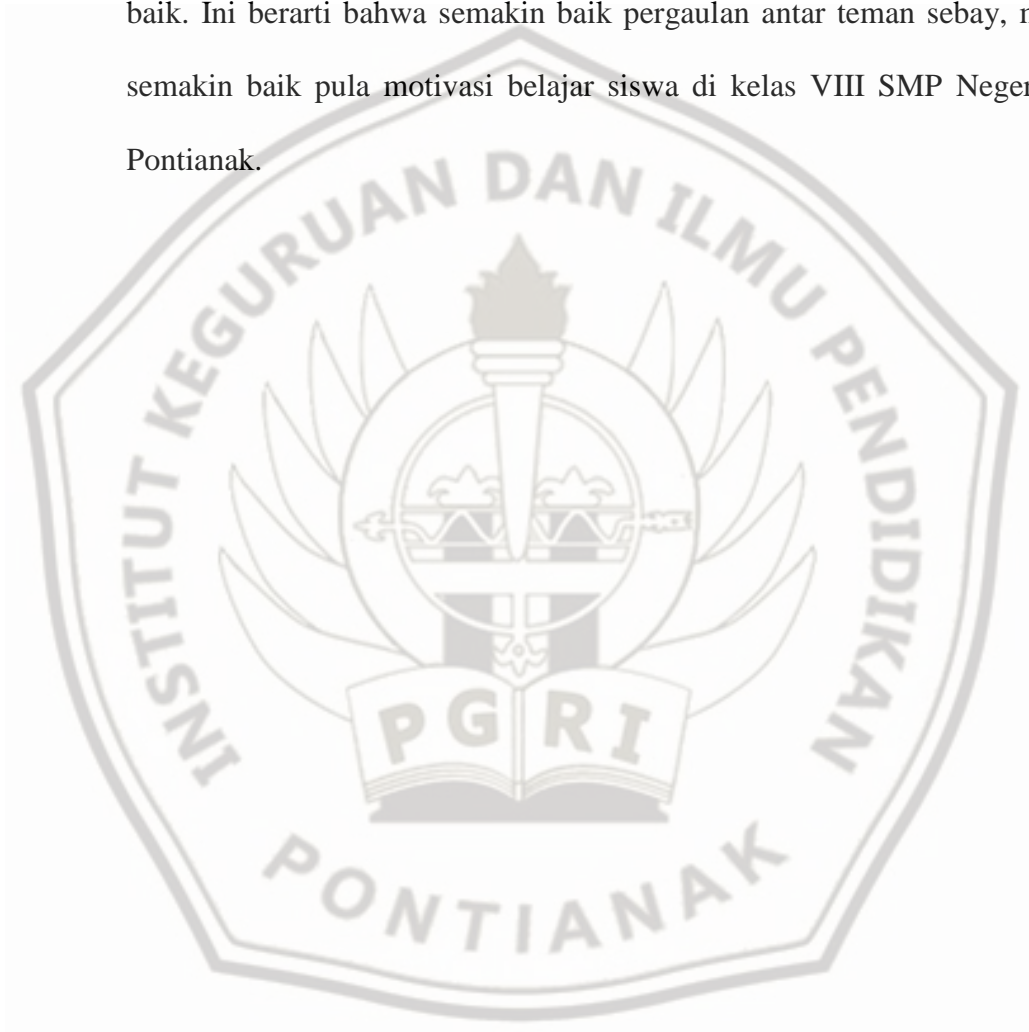 baik. Ini berarti bahwa semakin baik pergaulan antar teman sebay,
semakin baik pula motivasi belajar siswa di kelas VIII SMP
Pontianak.
INSTITUT KEGURUAN DAN ILMU PENDIDIKAN
PGRI
PONTIANAK